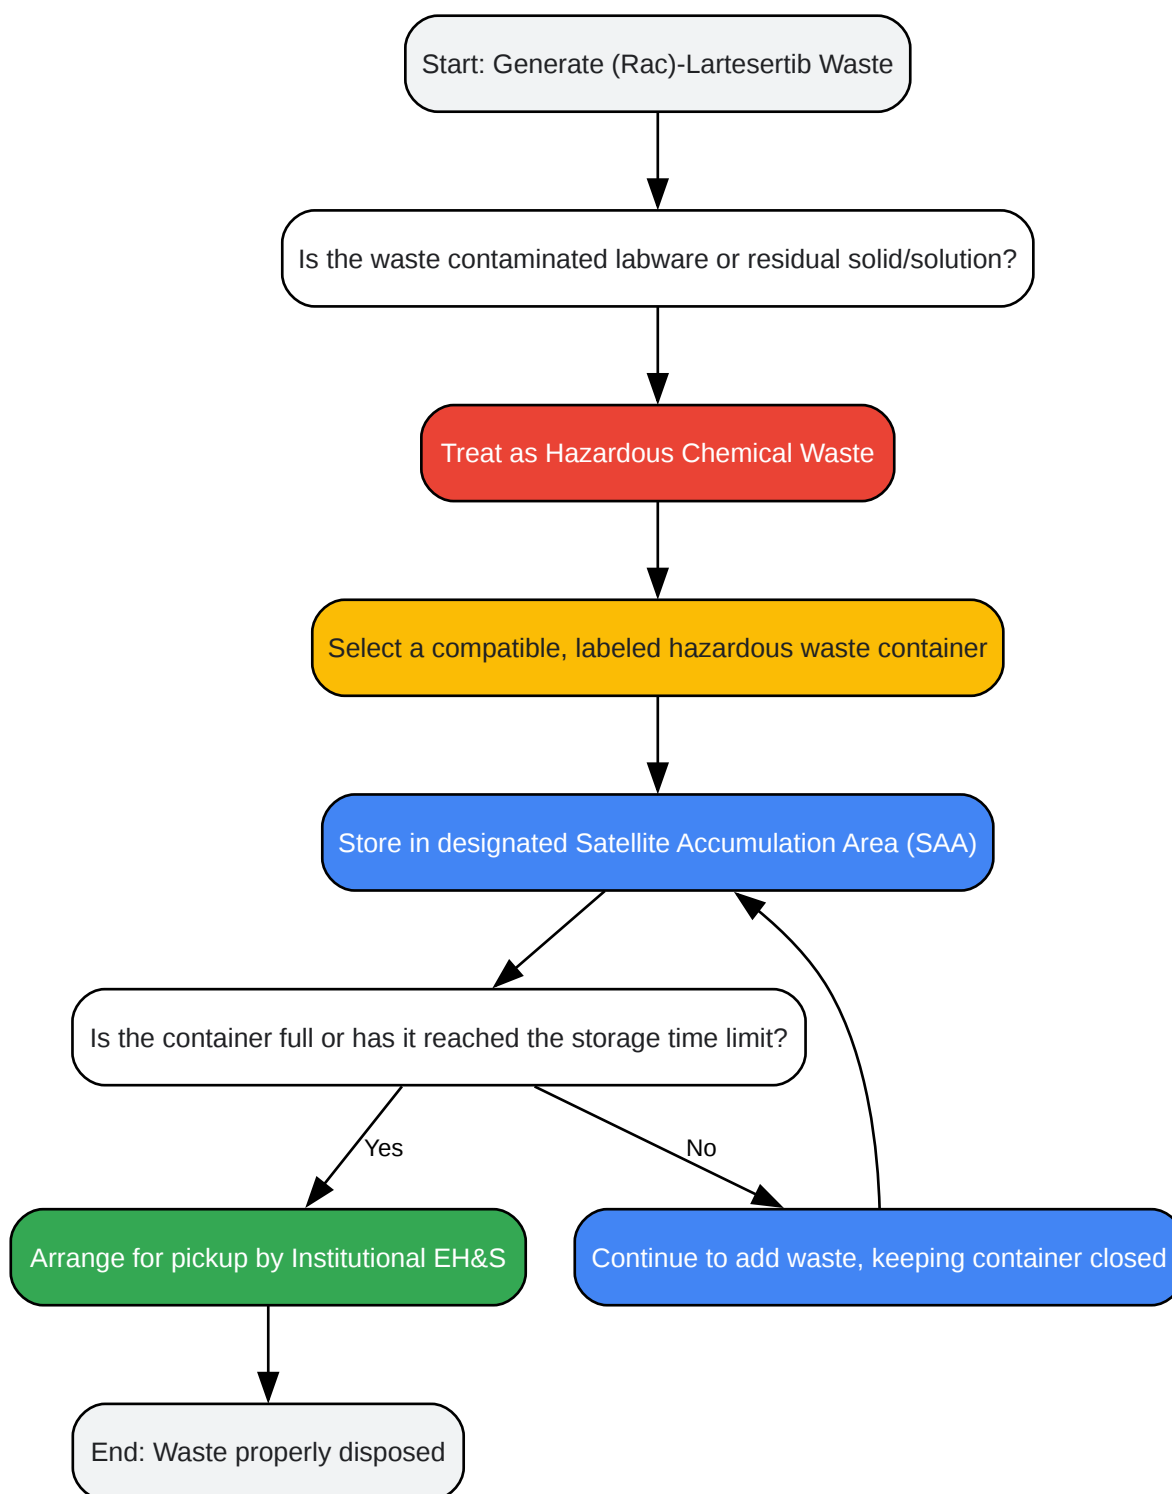 Start: Generate (Rac)-Lartesertib Waste
Is the waste contaminated labware or residual solid/solution?
Treat as Hazardous Chemical Waste
Select a compatible, labeled hazardous waste container
Store in designated Satellite Accumulation Area (SAA)
Is the container full or has it reached the storage time limit?
Yes
No
Arrange for pickup by Institutional EH&S
Continue to add waste, keeping container closed
End: Waste properly disposed